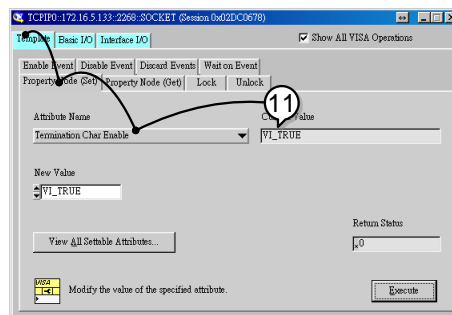 TCPIP0::172.16.5.133::2268::SOCKET (Session 0x02DC0678)
Template Basic I/O Interface I/O Show All VISA Operations
Enable Event Disable Event Discard Events Wait on Event
Property Node (Set) Property Node (Get) Lock Unlock
11
Attribute Name Current Value
Termination Char Enable VI_TRUE
New Value
VI_TRUE
Return Status
View All Settable Attributes... x0
VISA Modify the value of the specified attribute. Execute